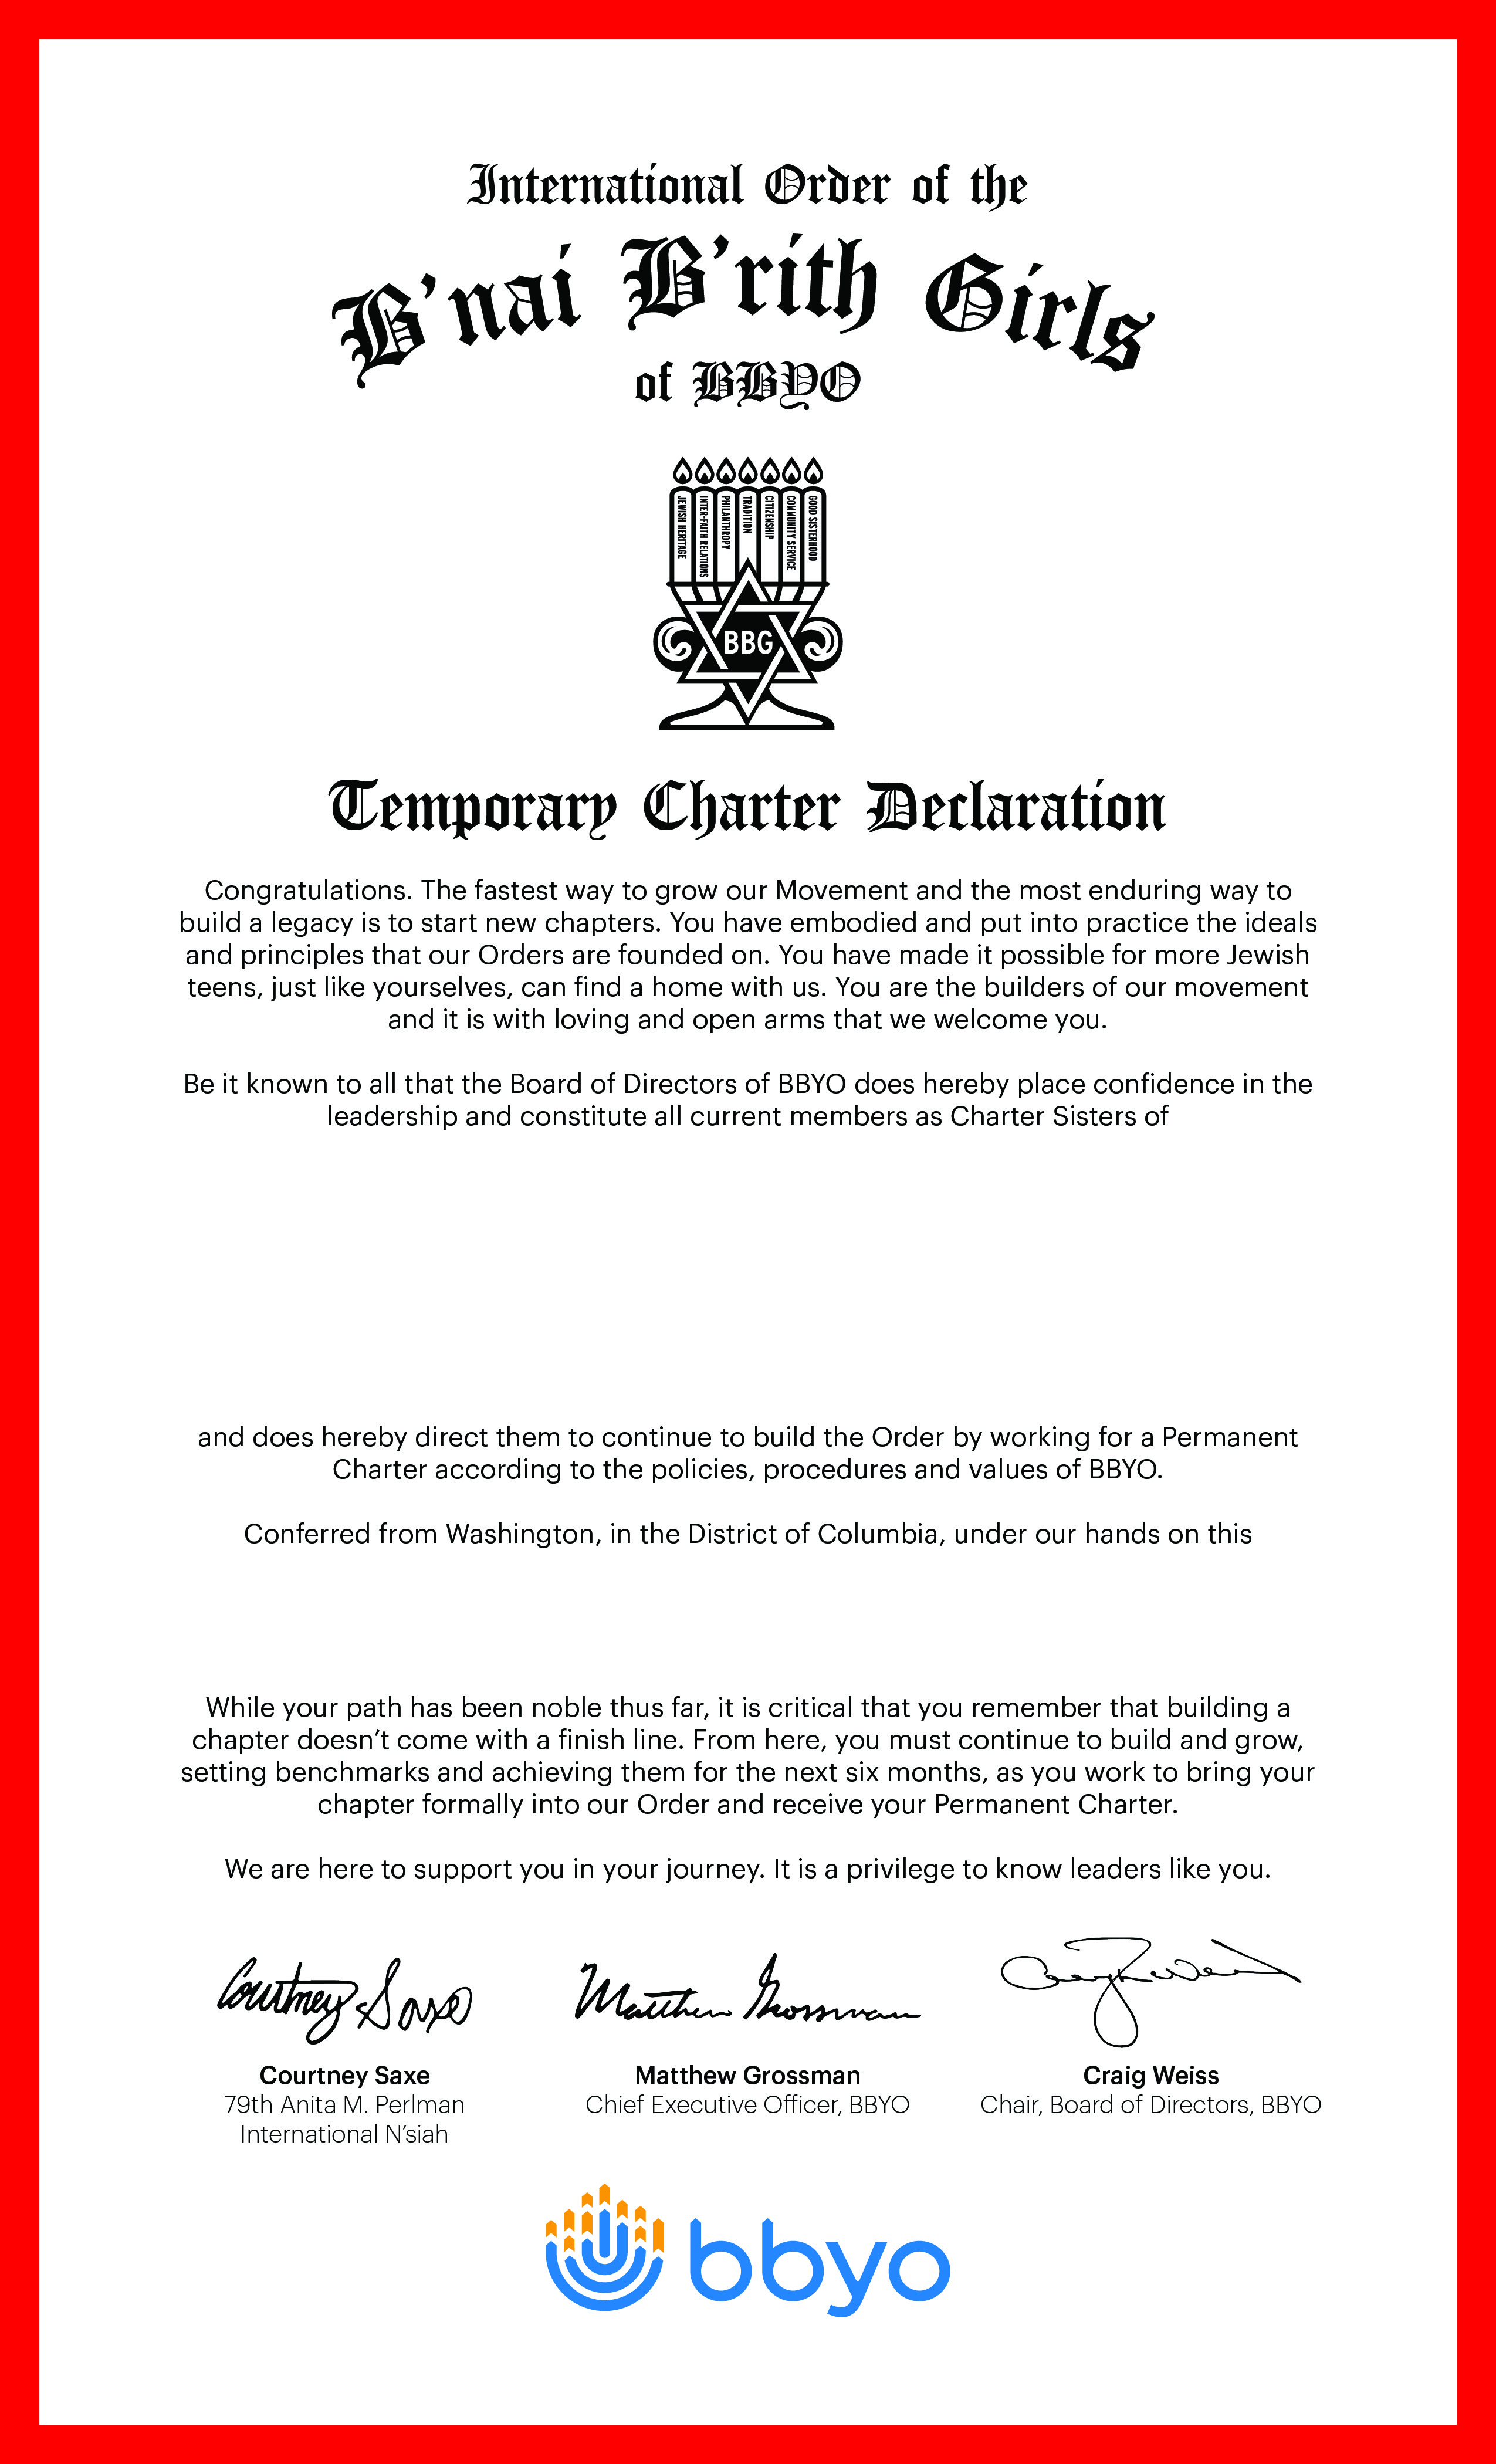 International Order of the
B’nai B’rith Girls
of BBYO
JEWISH HERITAGE
INTER-FAITH RELATIONS
PHILANTHROPY
TRADITION
CITIZENSHIP
COMMUNITY SERVICE
GOOD SISTERHOOD
BBG
Temporary Charter Declaration
Congratulations. The fastest way to grow our Movement and the most enduring way to
build a legacy is to start new chapters. You have embodied and put into practice the ideals
and principles that our Orders are founded on. You have made it possible for more Jewish
teens, just like yourselves, can find a home with us. You are the builders of our movement
and it is with loving and open arms that we welcome you.
Be it known to all that the Board of Directors of BBYO does hereby place confidence in the
leadership and constitute all current members as Charter Sisters of
and does hereby direct them to continue to build the Order by working for a Permanent
Charter according to the policies, procedures and values of BBYO.
Conferred from Washington, in the District of Columbia, under our hands on this
While your path has been noble thus far, it is critical that you remember that building a
chapter doesn’t come with a finish line. From here, you must continue to build and grow,
setting benchmarks and achieving them for the next six months, as you work to bring your
chapter formally into our Order and receive your Permanent Charter.
We are here to support you in your journey. It is a privilege to know leaders like you.
Courtney Saxe
Matthew Grossman
Courtney Saxe
79th Anita M. Perlman
International N’siah
Matthew Grossman
Chief Executive Officer, BBYO
Craig Weiss
Chair, Board of Directors, BBYO
bbyo